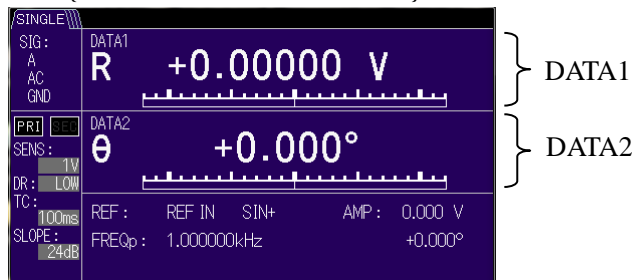 SINGLE
SIG:
A
AC
GND
DATA1
R +0.00000 V
DATA1
PRI SEC
SENS:
1V
DR: LOW
TC:
100ms
SLOPE:
24dB
DATA2
θ +0.000°
DATA2
REF: REF IN SIN+ AMP: 0.000 V
FREQp: 1.000000kHz +0.000°